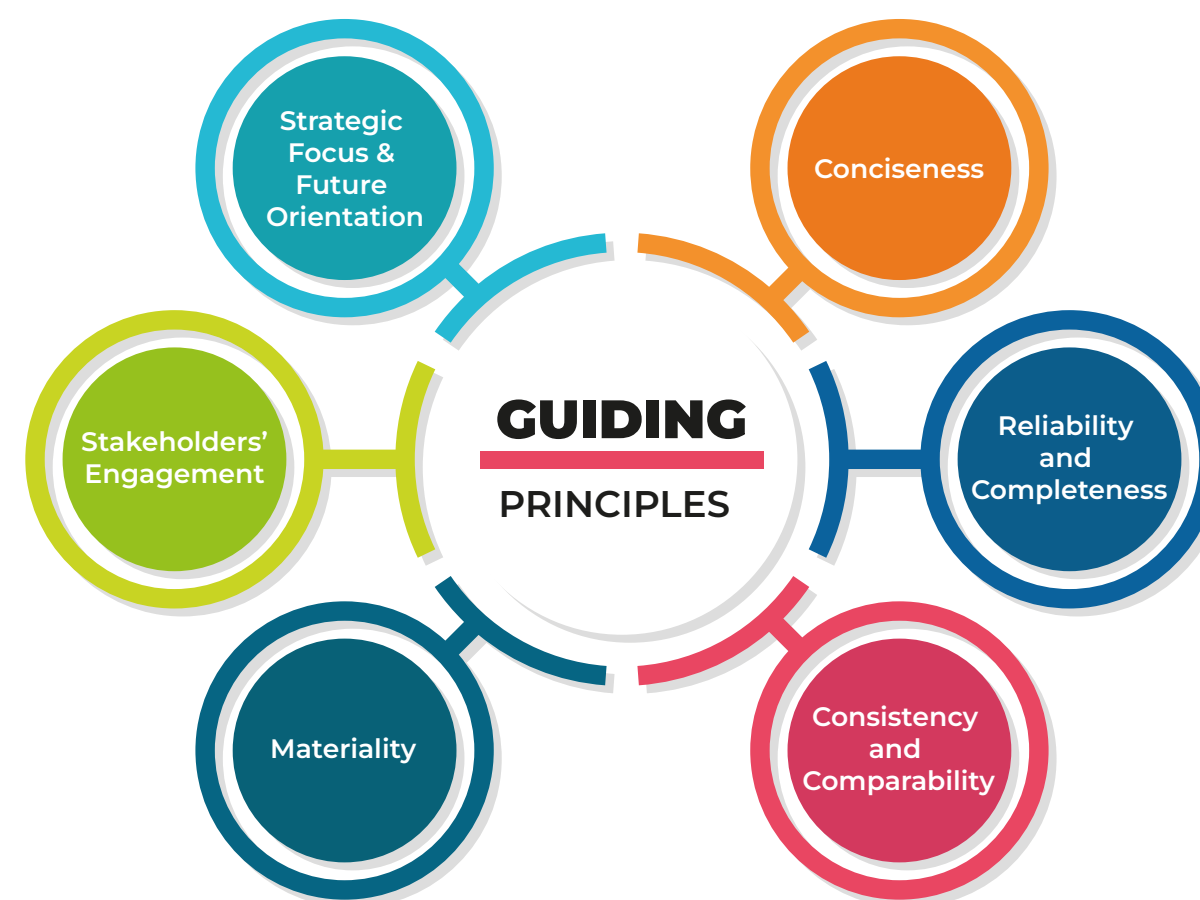 Strategic
Focus &
Future
Orientation
Conciseness
Stakeholders’
Engagement
GUIDING
PRINCIPLES
Reliability
and
Completeness
Materiality
Consistency
and
Comparability